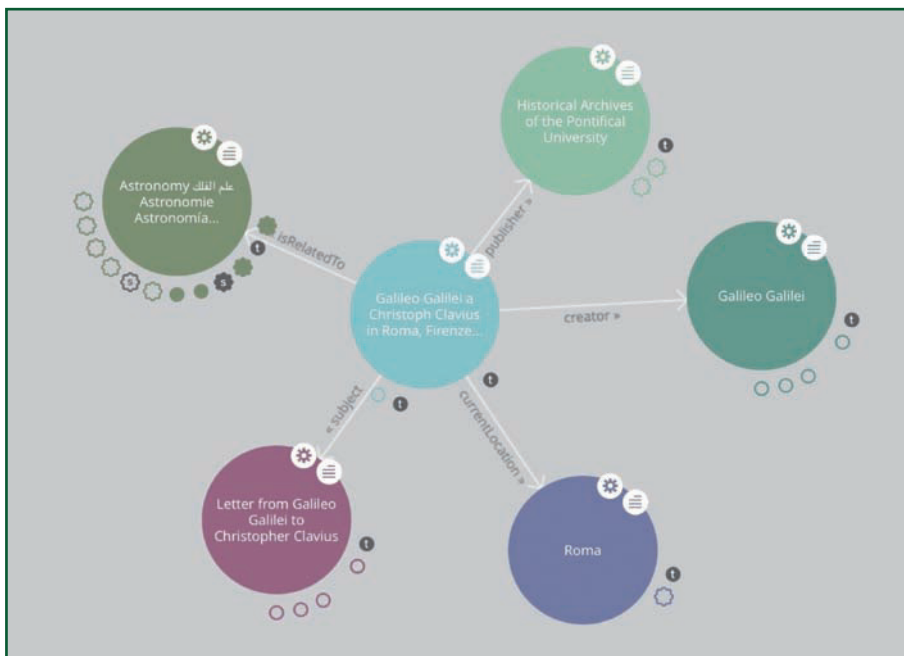 Historical Archives
of the Pontifical
University
t
Astronomy علم الفلك
Astronomie
Astronomía...
« isRelatedTo
t
s
s
publisher »
Galileo Galilei a
Christoph Clavius
in Roma, Firenze...
t
t
creator »
Galileo Galilei
t
« subject
currentLocation »
Letter from Galileo
Galilei to
Christopher Clavius
t
Roma
t